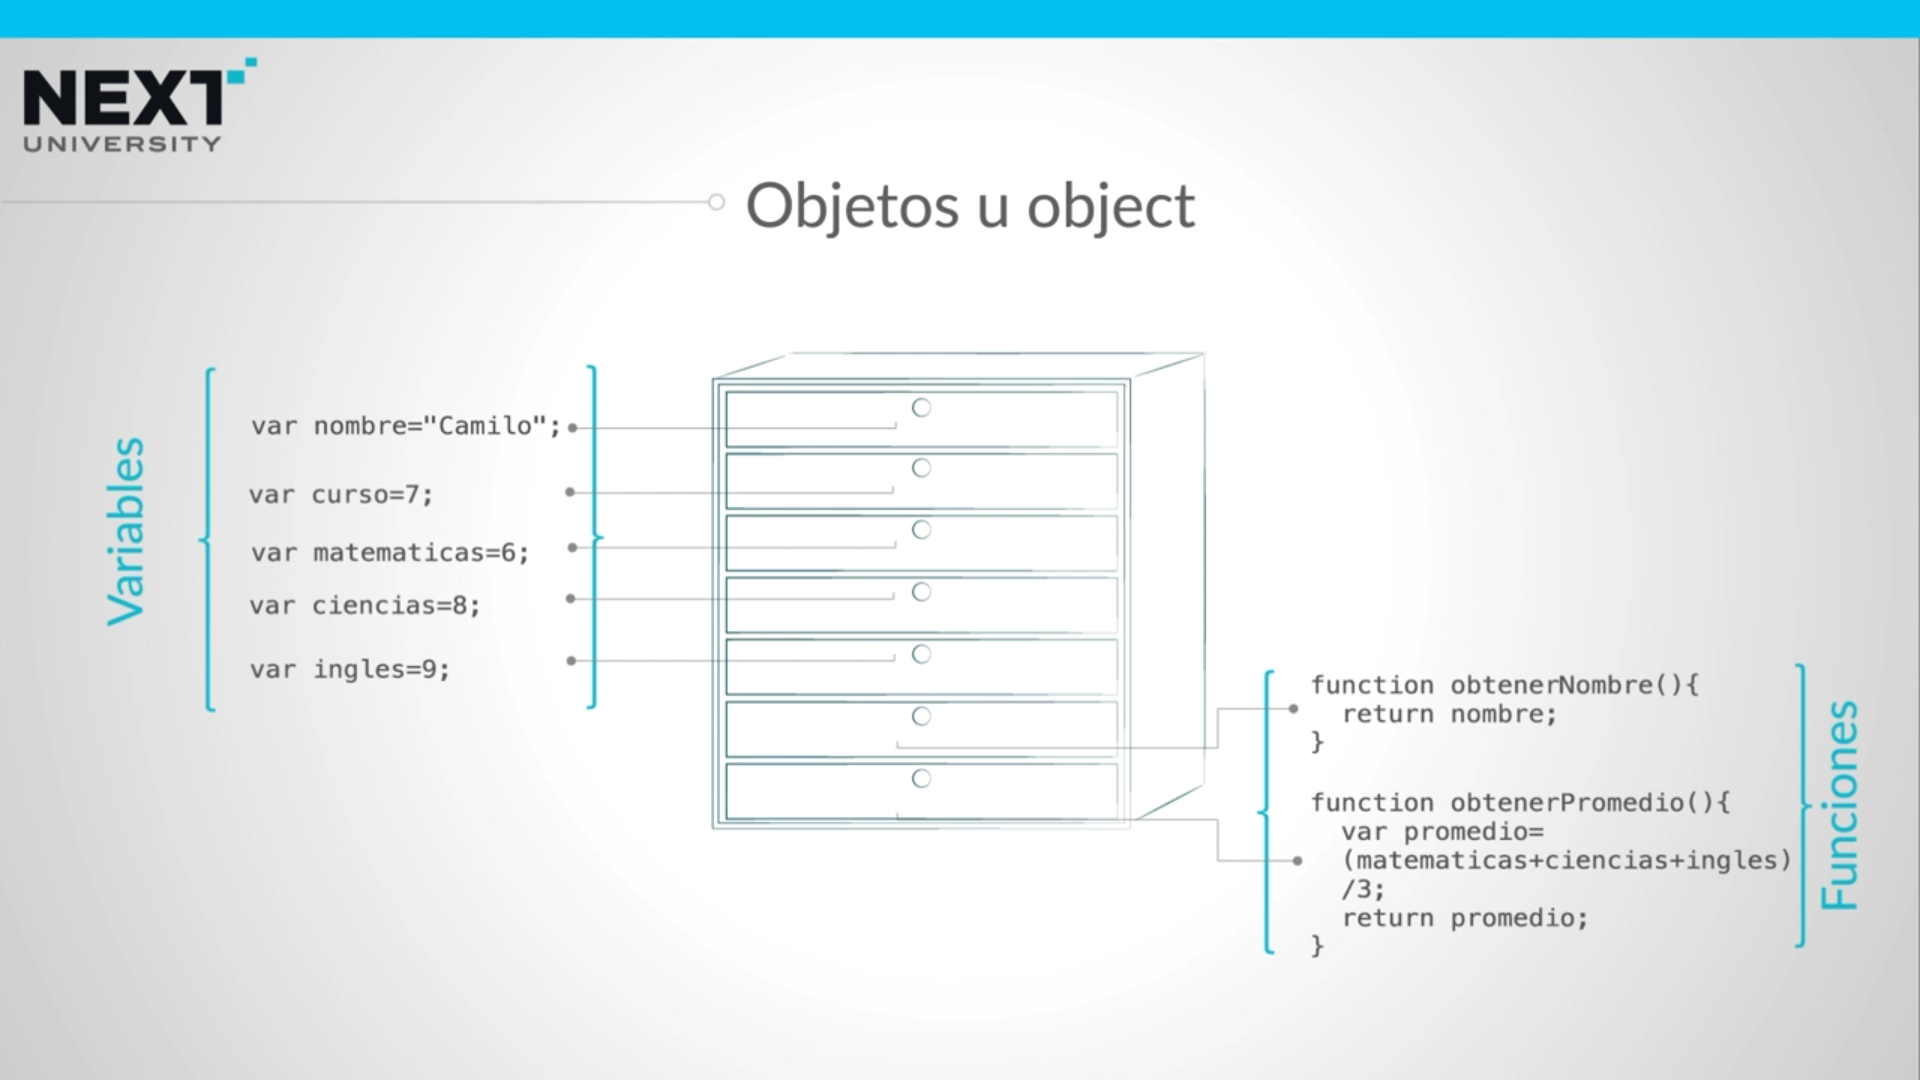 NEXT
UNIVERSITY
Objetos u object
Variables
var nombre="Camilo";
var curso=7;
var matematicas=6;
var ciencias=8;
var ingles=9;
function obtenerNombre(){
return nombre;
}
function obtenerPromedio(){
var promedio=
(matematicas+ciencias+ingles)
/3;
return promedio;
}
Funciones